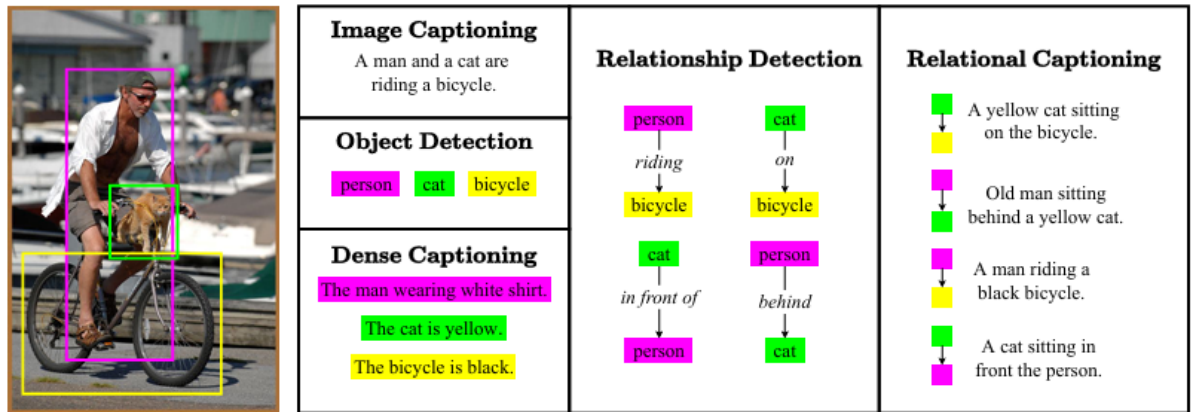 Image Captioning
A man and a cat are
riding a bicycle.
Object Detection
person cat bicycle
Dense Captioning
The man wearing white shirt.
The cat is yellow.
The bicycle is black.
Relationship Detection
person cat
riding on
bicycle bicycle
cat person
in front of behind
person cat
Relational Captioning
A yellow cat sitting
on the bicycle.
Old man sitting
behind a yellow cat.
A man riding a
black bicycle.
A cat sitting in
front the person.